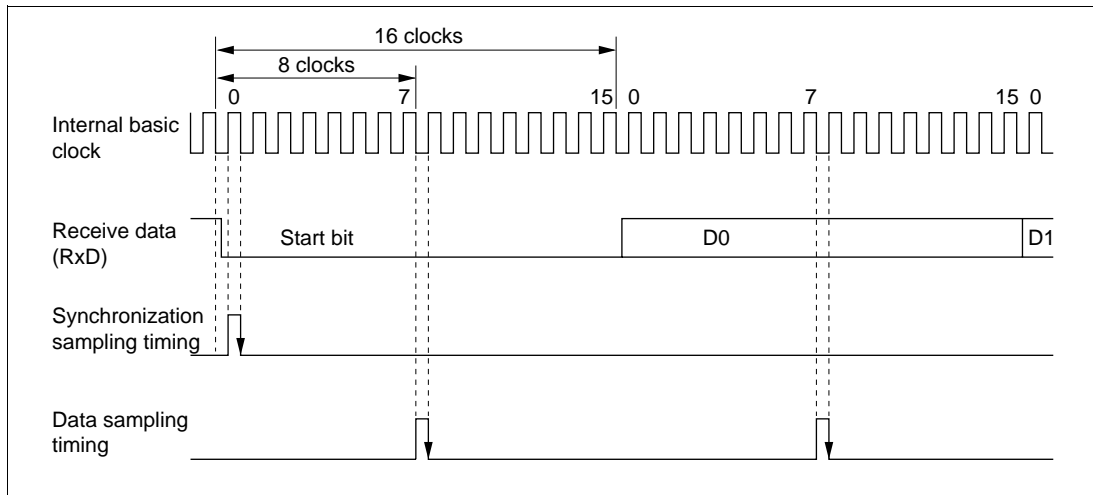 16 clocks
8 clocks
0 7 15 0 7 15 0
Internal basic
clock
Receive data
(RxD)
Start bit D0 D1
Synchronization
sampling timing
Data sampling
timing